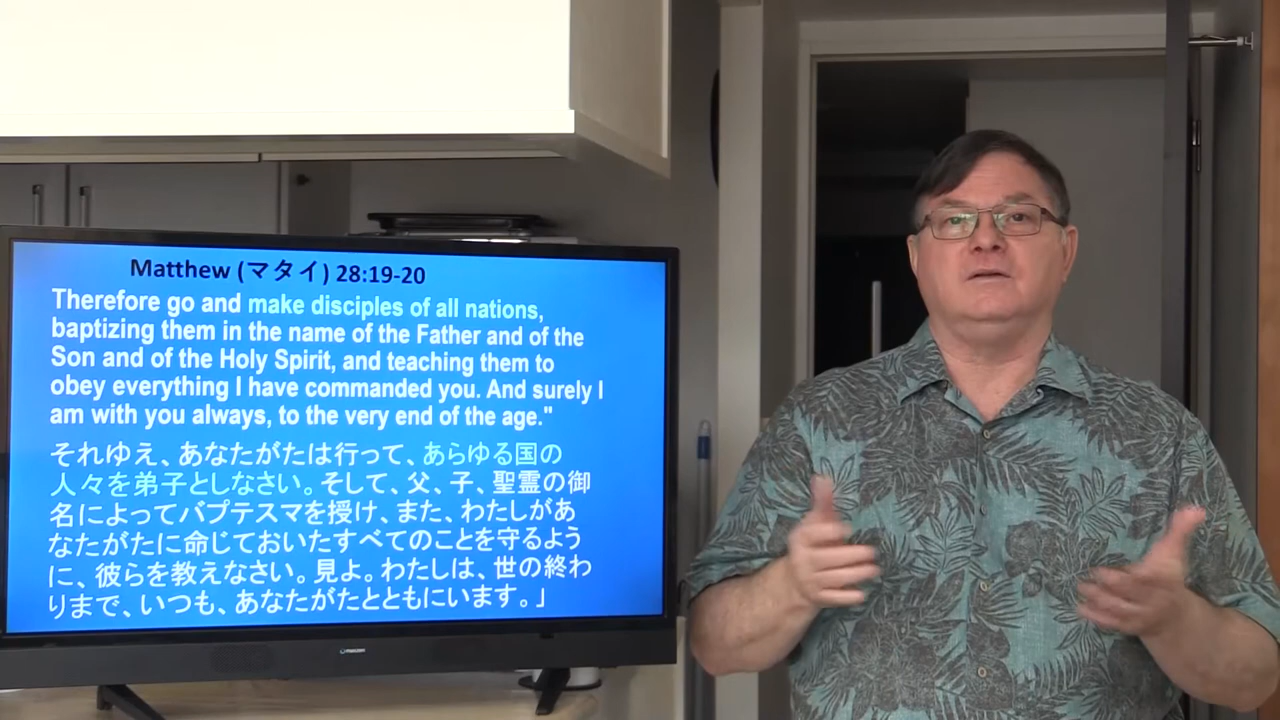 Matthew (マタイ) 28:19-20
Therefore go and make disciples of all nations,
baptizing them in the name of the Father and of the
Son and of the Holy Spirit, and teaching them to
obey everything I have commanded you. And surely I
am with you always, to the very end of the age."
それゆえ、あなたがたは行って、あらゆる国の
人々を弟子としなさい。そして、父、子、聖霊の御
名によってバプテスマを授け、また、わたしがあ
なたがたに命じておいたすべてのことを守るよう
に、彼らを教えなさい。見よ。わたしは、世の終わ
りまで、いつも、あなたがたとともにいます。」